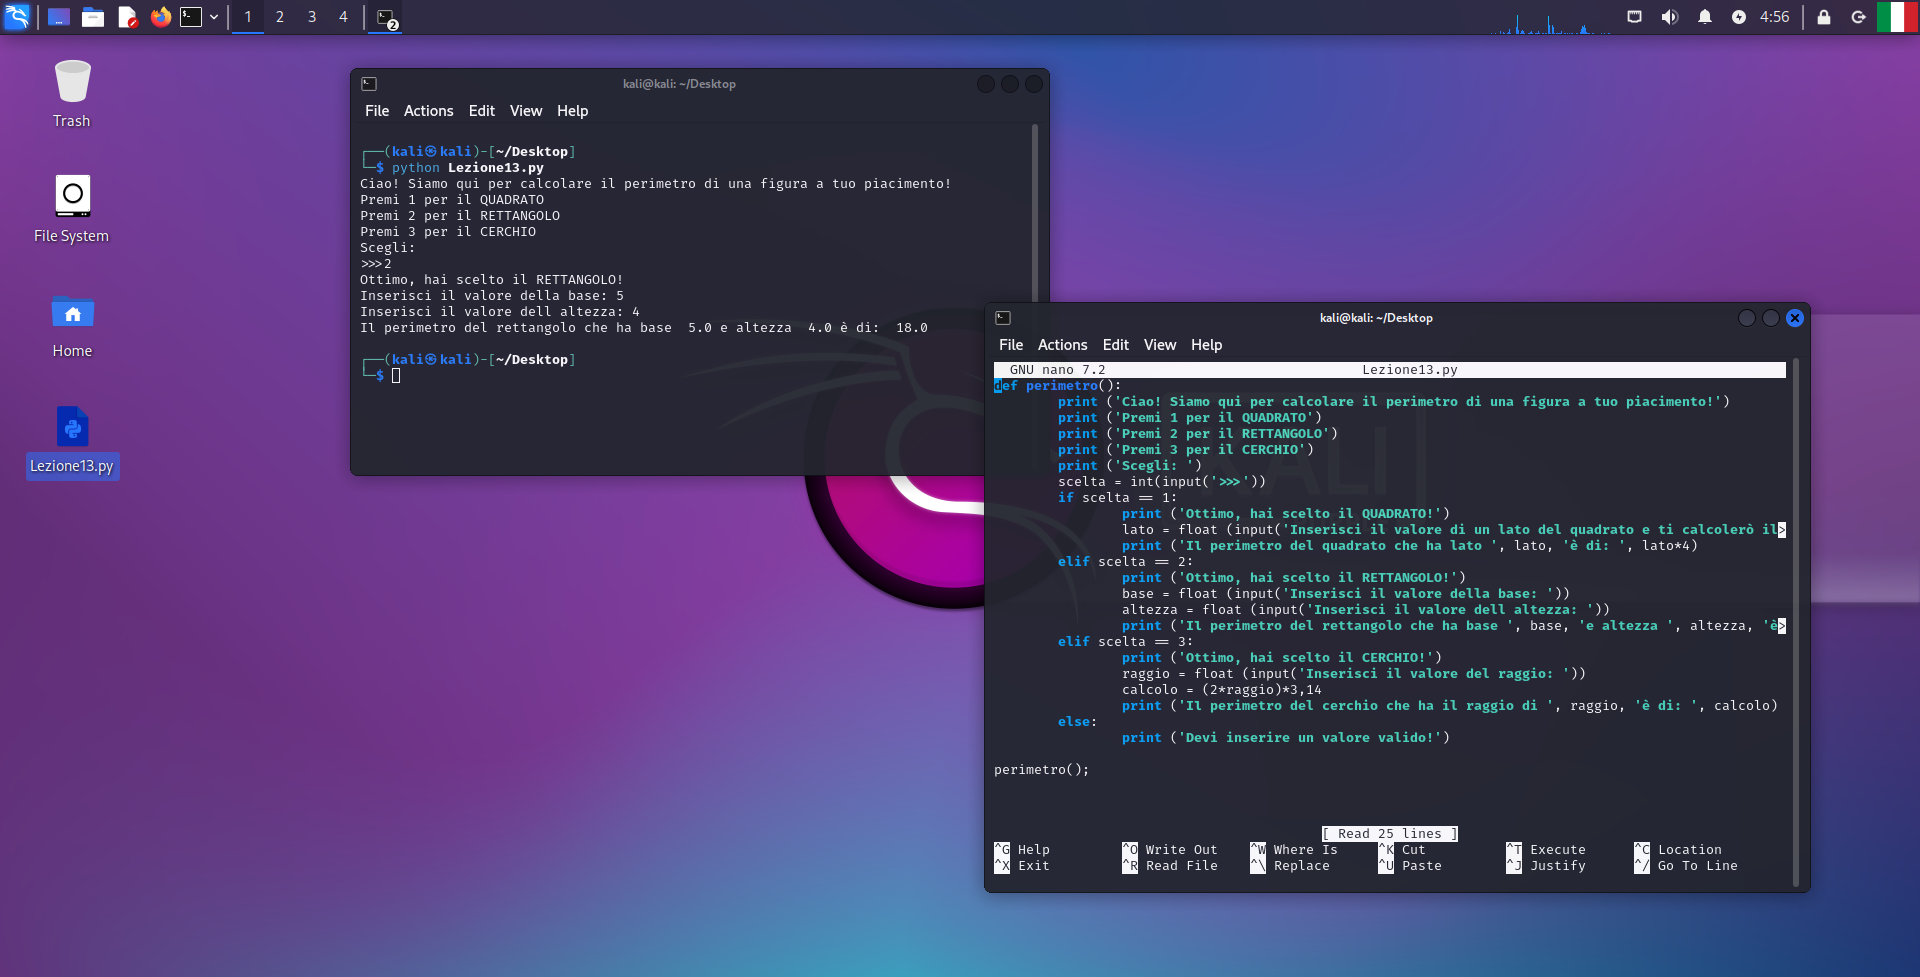 1 2 3 4 2 4:56
Trash
File System
Home
Lezione13.py
kali@kali: ~/Desktop
File Actions Edit View Help
┌──(kali㉿kali)-[~/Desktop]
└─$ python Lezione13.py
Ciao! Siamo qui per calcolare il perimetro di una figura a tuo piacimento!
Premi 1 per il QUADRATO
Premi 2 per il RETTANGOLO
Premi 3 per il CERCHIO
Scegli:
>>>2
Ottimo, hai scelto il RETTANGOLO!
Inserisci il valore della base: 5
Inserisci il valore dell altezza: 4
Il perimetro del rettangolo che ha base  5.0 e altezza  4.0 è di:  18.0
┌──(kali㉿kali)-[~/Desktop]
└─$
kali@kali: ~/Desktop
File Actions Edit View Help
GNU nano 7.2 Lezione13.py
def perimetro():
print ('Ciao! Siamo qui per calcolare il perimetro di una figura a tuo piacimento!')
print ('Premi 1 per il QUADRATO')
print ('Premi 2 per il RETTANGOLO')
print ('Premi 3 per il CERCHIO')
print ('Scegli: ')
scelta = int(input('>>>'))
if scelta == 1:
print ('Ottimo, hai scelto il QUADRATO!')
lato = float (input('Inserisci il valore di un lato del quadrato e ti calcolerò il>
print ('Il perimetro del quadrato che ha lato ', lato, 'è di: ', lato*4)
elif scelta == 2:
print ('Ottimo, hai scelto il RETTANGOLO!')
base = float (input('Inserisci il valore della base: '))
altezza = float (input('Inserisci il valore dell altezza: '))
print ('Il perimetro del rettangolo che ha base ', base, 'e altezza ', altezza, 'è>
elif scelta == 3:
print ('Ottimo, hai scelto il CERCHIO!')
raggio = float (input('Inserisci il valore del raggio: '))
calcolo = (2*raggio)*3,14
print ('Il perimetro del cerchio che ha il raggio di ', raggio, 'è di: ', calcolo)
else:
print ('Devi inserire un valore valido!')
perimetro();
[ Read 25 lines ]
^G Help ^O Write Out ^W Where Is ^K Cut ^T Execute ^C Location
^X Exit ^R Read File ^\ Replace ^U Paste ^J Justify ^/ Go To Line
KALI